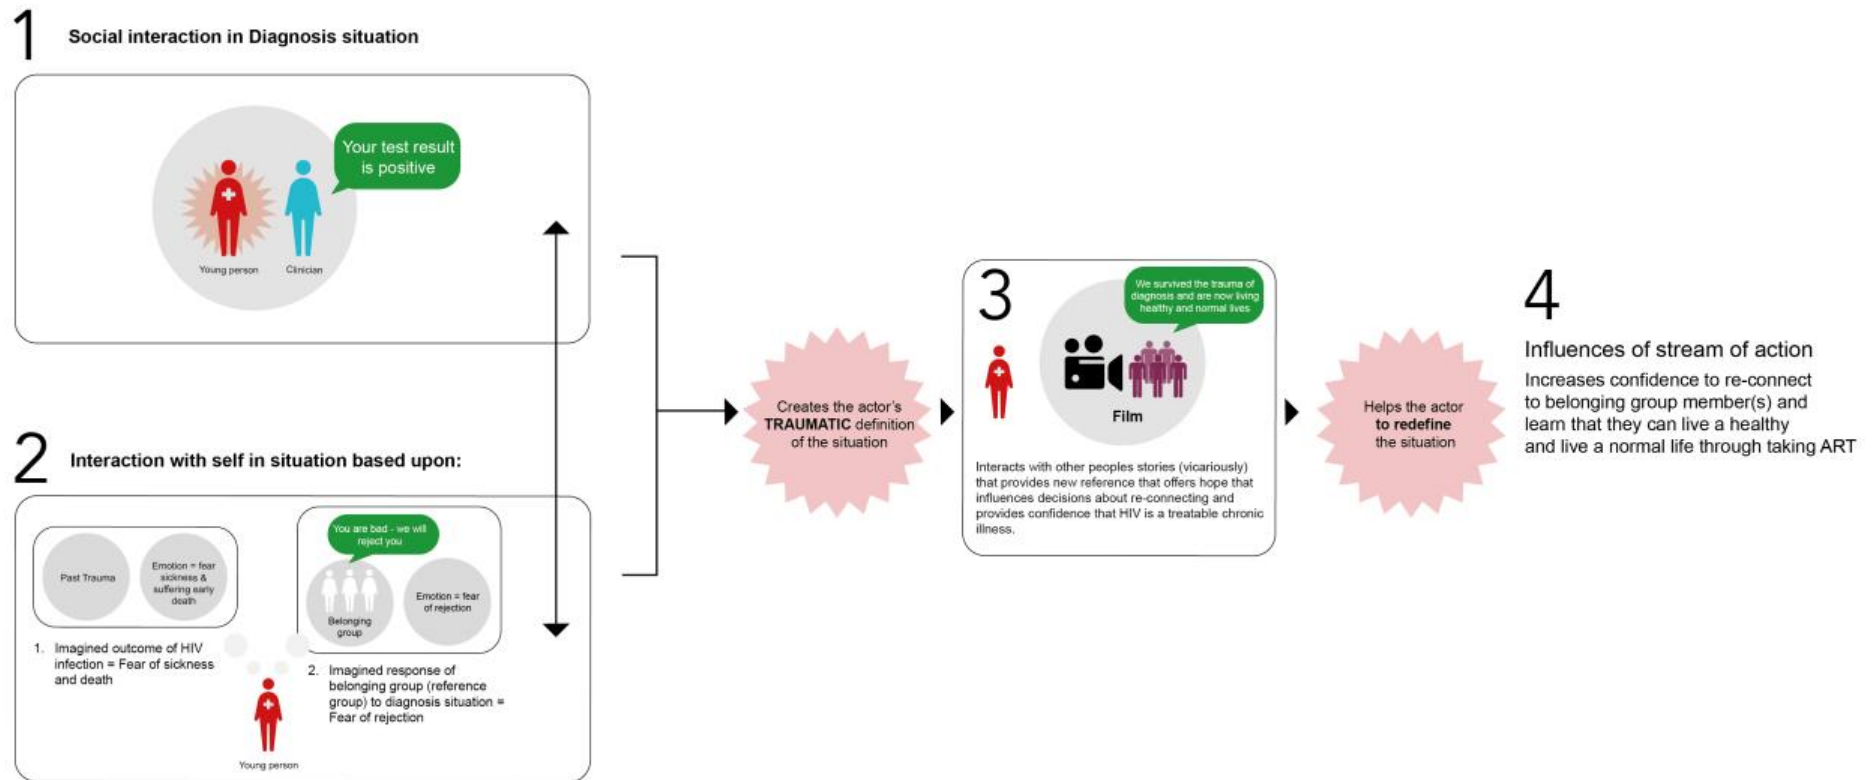 1
Social interaction in Diagnosis situation
Your test result
is positive
Young person
Clinician
2
Interaction with self in situation based upon:
Past Trauma
Emotion = fear
sickness &
suffering early
death
You are bad - we will
reject you
Belonging
group
Emotion = fear
of rejection
1. Imagined outcome of HIV
infection = Fear of sickness
and death
2. Imagined response of
belonging group (reference
group) to diagnosis situation =
Fear of rejection
Young person
Creates the actor's
TRAUMATIC definition
of the situation
3
We survived the trauma of
diagnosis and are now living
healthy and normal lives
Film
Interacts with other peoples stories (vicariously)
that provides new reference that offers hope that
influences decisions about re-connecting and
provides confidence that HIV is a treatable chronic
illness.
Helps the actor
to redefine
the situation
4
Influences of stream of action
Increases confidence to re-connect
to belonging group member(s) and
learn that they can live a healthy
and live a normal life through taking ART